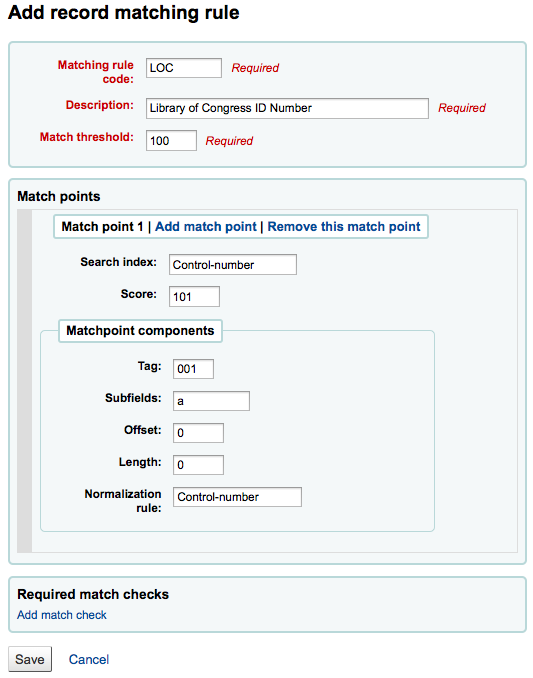 Add record matching rule
Matching rule code: LOC Required
Description: Library of Congress ID Number Required
Match threshold: 100 Required
Match points
Match point 1 | Add match point | Remove this match point
Search index: Control-number
Score: 101
Matchpoint components
Tag: 001
Subfields: a
Offset: 0
Length: 0
Normalization rule: Control-number
Required match checks
Add match check
Save Cancel